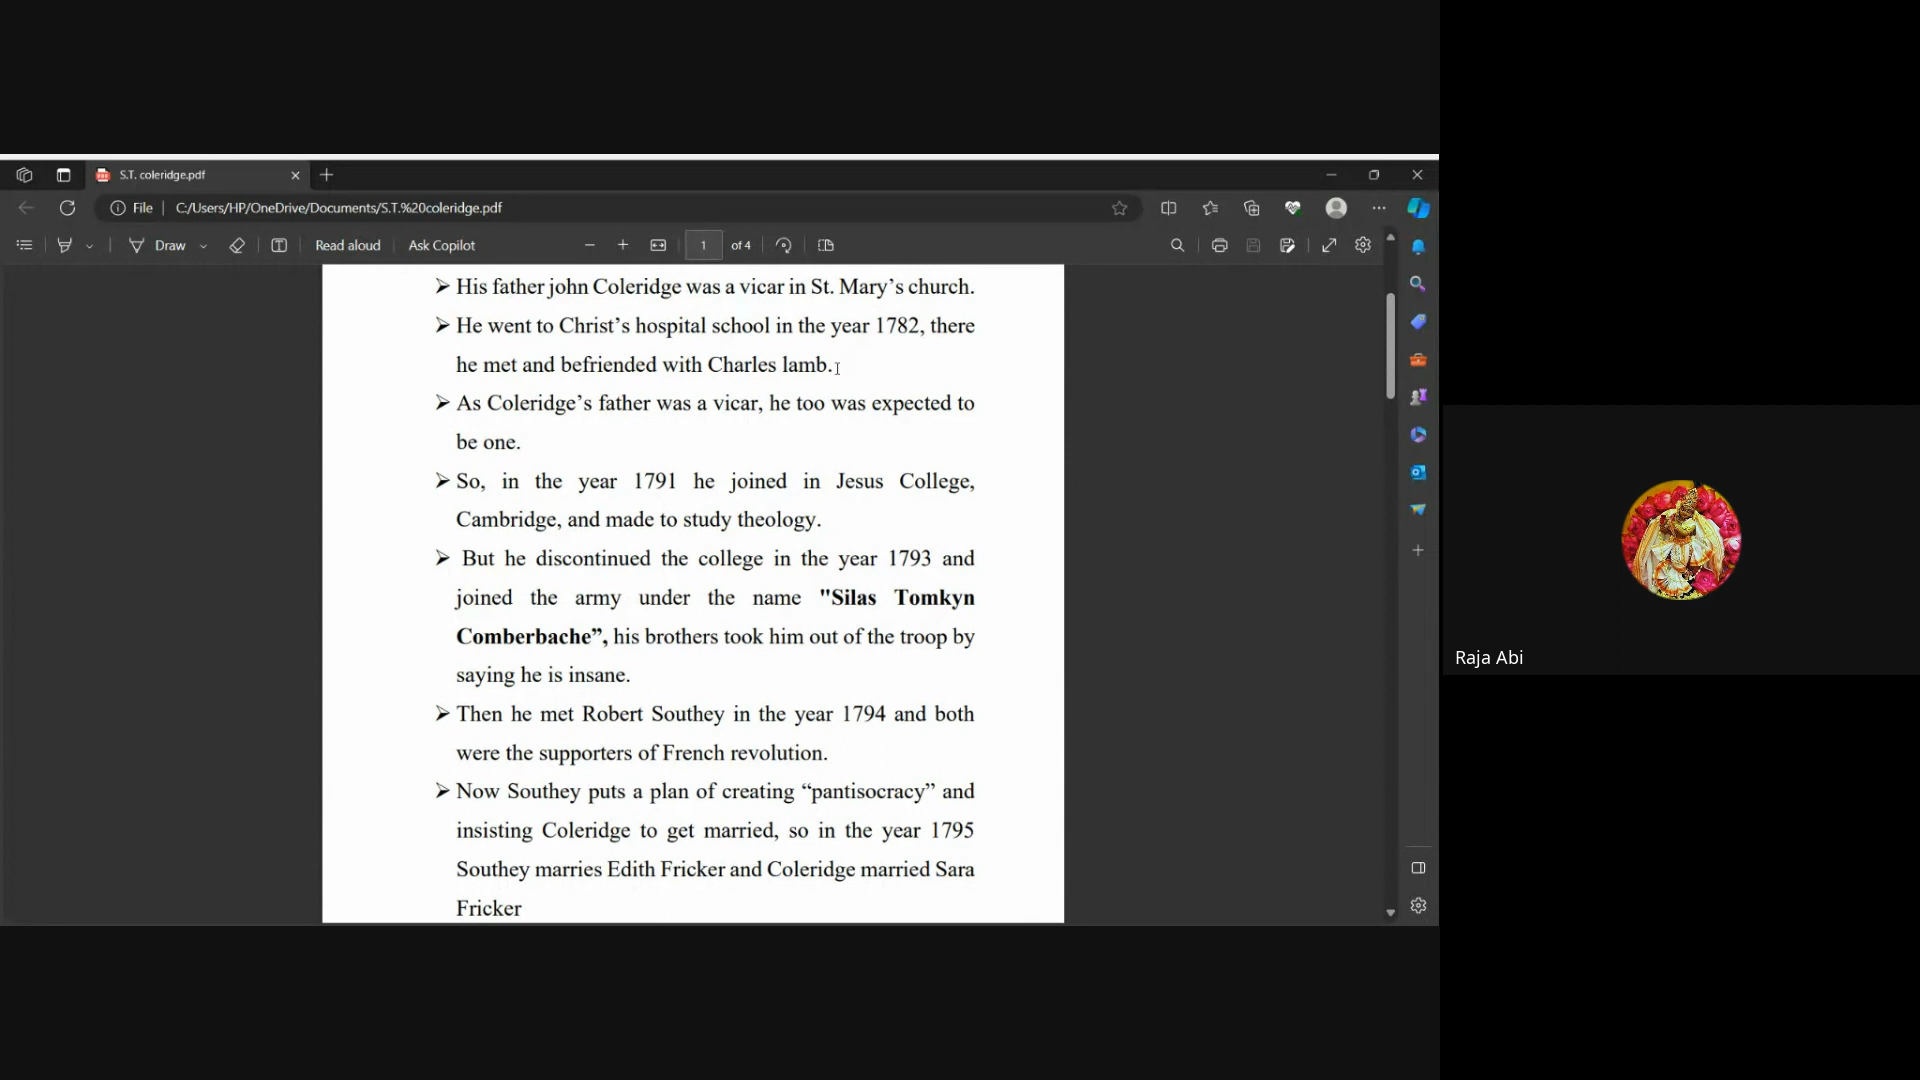 S.T. coleridge.pdf
File
C:/Users/HP/OneDrive/Documents/S.T.%20coleridge.pdf
Draw
Read aloud
Ask Copilot
1 of 4
➢ His father john Coleridge was a vicar in St. Mary’s church.
➢ He went to Christ’s hospital school in the year 1782, there
he met and befriended with Charles lamb.
➢ As Coleridge’s father was a vicar, he too was expected to
be one.
➢ So, in the year 1791 he joined in Jesus College,
Cambridge, and made to study theology.
➢ But he discontinued the college in the year 1793 and
joined the army under the name "Silas Tomkyn
Comberbache”, his brothers took him out of the troop by
saying he is insane.
➢ Then he met Robert Southey in the year 1794 and both
were the supporters of French revolution.
➢ Now Southey puts a plan of creating “pantisocracy” and
insisting Coleridge to get married, so in the year 1795
Southey marries Edith Fricker and Coleridge married Sara
Fricker
Raja Abi